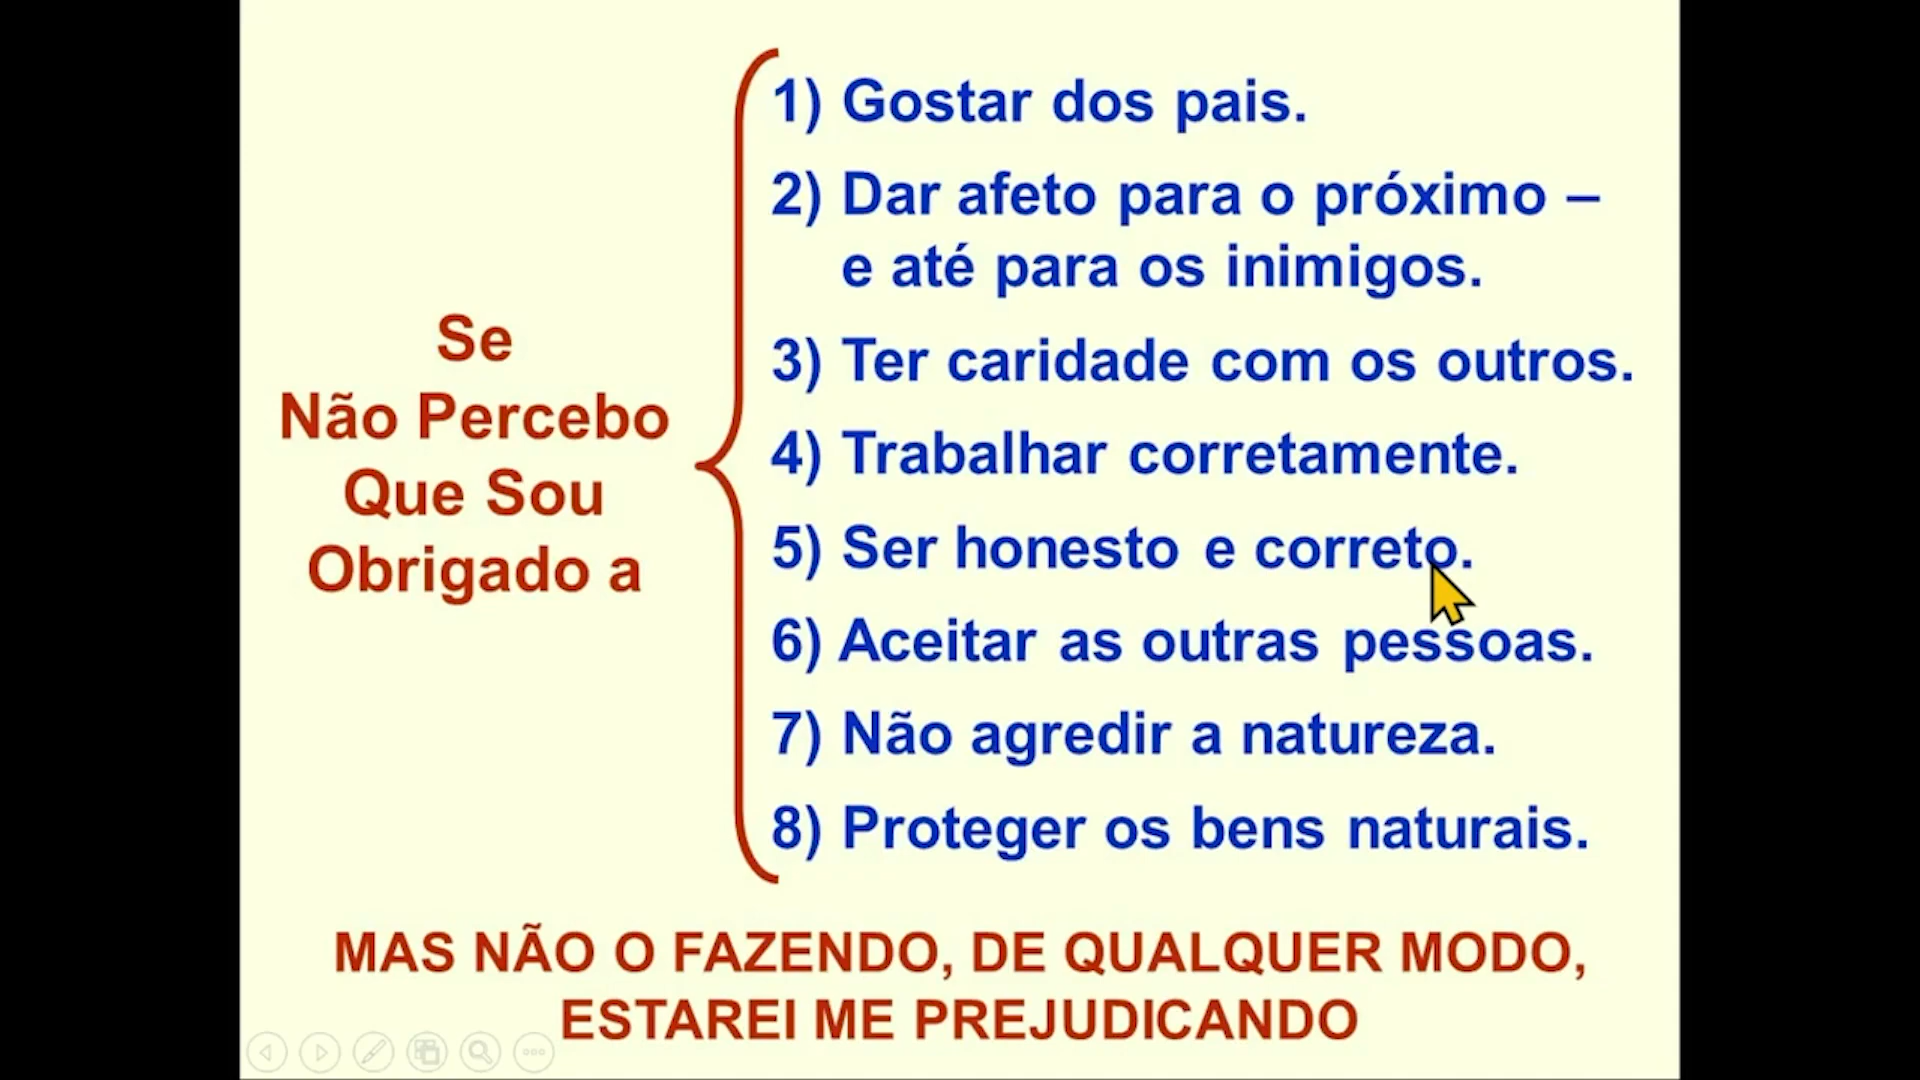 Se
Não Percebo
Que Sou
Obrigado a
1) Gostar dos pais.
2) Dar afeto para o próximo –
e até para os inimigos.
3) Ter caridade com os outros.
4) Trabalhar corretamente.
5) Ser honesto e correto.
6) Aceitar as outras pessoas.
7) Não agredir a natureza.
8) Proteger os bens naturais.
MAS NÃO O FAZENDO, DE QUALQUER MODO,
ESTAREI ME PREJUDICANDO